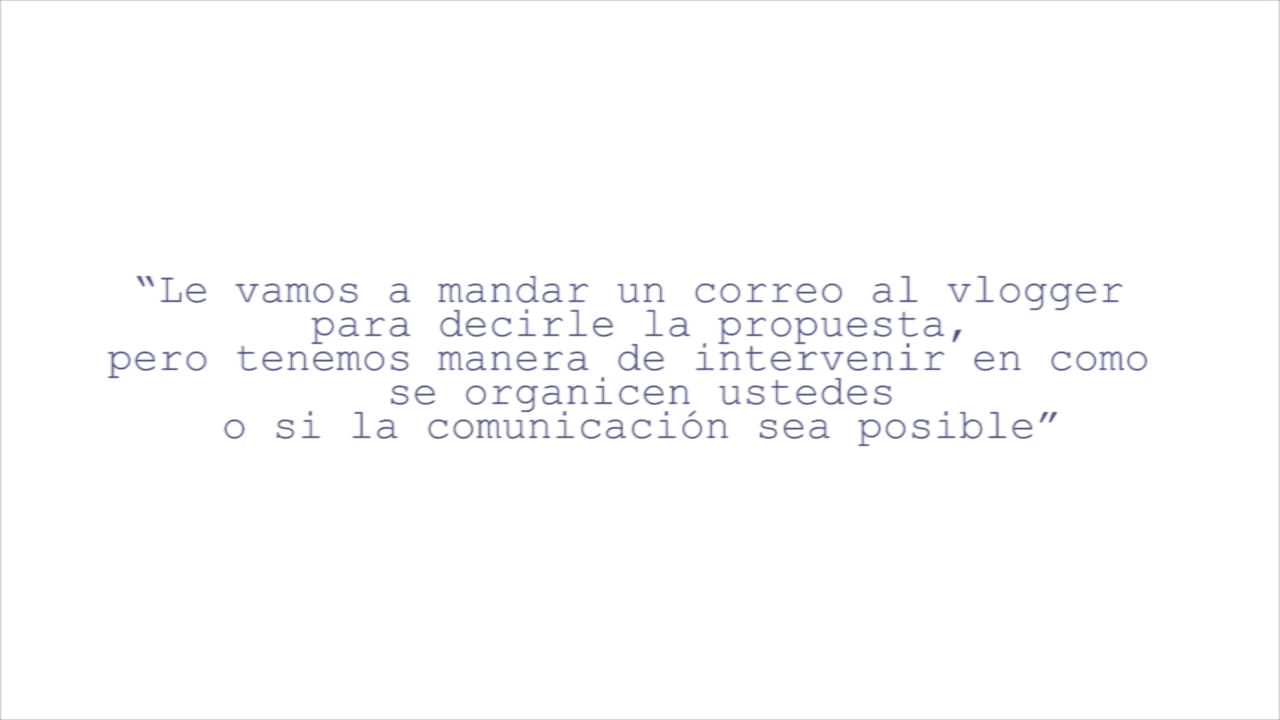 “Le vamos a mandar un correo al vlogger
para decirle la propuesta,
pero tenemos manera de intervenir en como
se organicen ustedes
o si la comunicación sea posible”